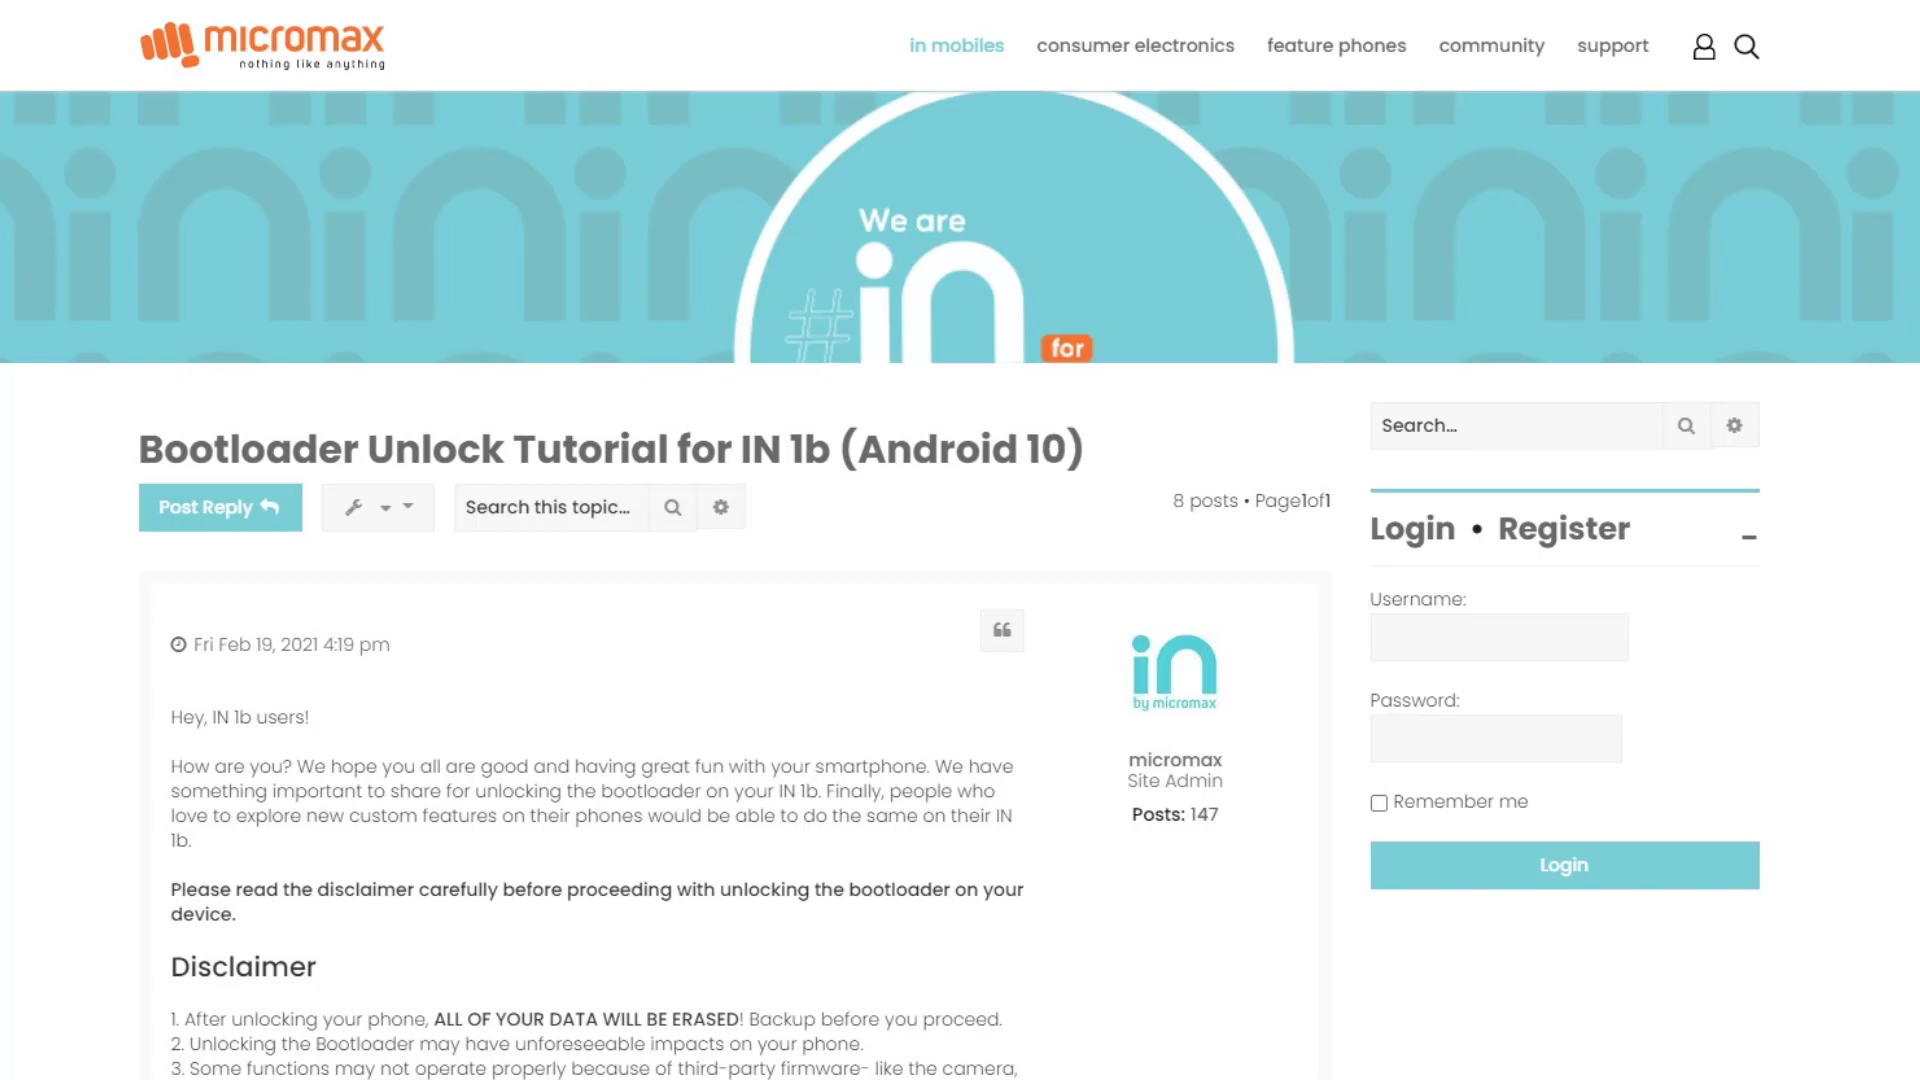 micromax
nothing like anything
in mobiles
consumer electronics
feature phones
community
support
We are
#in
for
Bootloader Unlock Tutorial for IN 1b (Android 10)
Post Reply
Search this topic...
8 posts • Page1of1
Fri Feb 19, 2021 4:19 pm
Hey, IN 1b users!
How are you? We hope you all are good and having great fun with your smartphone. We have
something important to share for unlocking the bootloader on your IN 1b. Finally, people who
love to explore new custom features on their phones would be able to do the same on their IN
1b.
Please read the disclaimer carefully before proceeding with unlocking the bootloader on your
device.
Disclaimer
1. After unlocking your phone, ALL OF YOUR DATA WILL BE ERASED! Backup before you proceed.
2. Unlocking the Bootloader may have unforeseeable impacts on your phone.
3. Some functions may not operate properly because of third-party firmware- like the camera,
in
by micromax
micromax
Site Admin
Posts: 147
Search...
Login • Register
Username:
Password:
Remember me
Login